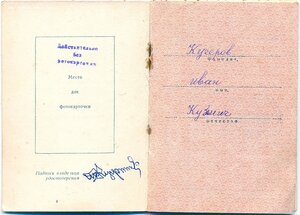 Действительно
без
фотокарточки
Место
для
фотокарточки
Подпись владельца
удостоверения
Кучеров
фамилия
Иван
имя
Кузьмич
отчество